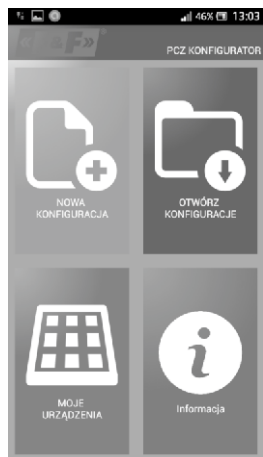 46% 13:03
«F&F»
PCZ KONFIGURATOR
NOWA
KONFIGURACJA
OTWÓRZ
KONFIGURACJE
MOJE
URZĄDZENIA
Informacja